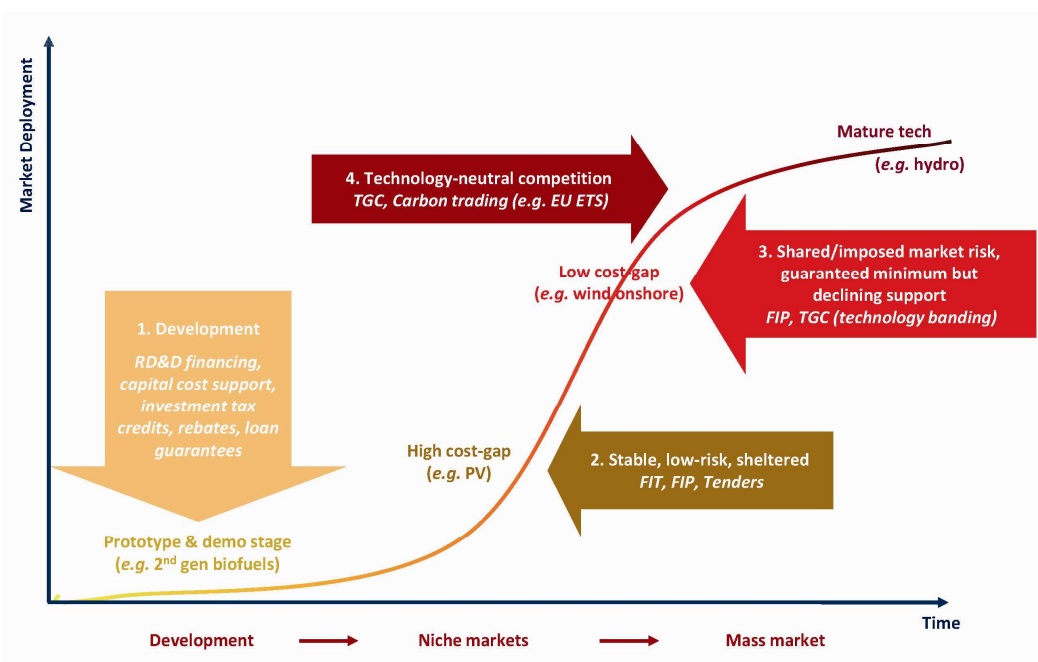 Market Deployment
Mature tech
(e.g. hydro)
4. Technology-neutral competition
TGC, Carbon trading (e.g. EU ETS)
3. Shared/imposed market risk,
guaranteed minimum but
declining support
FIP, TGC (technology banding)
Low cost-gap
(e.g. wind onshore)
1. Development
RD&D financing,
capital cost support,
investment tax
credits, rebates, loan
guarantees
High cost-gap
(e.g. PV)
2. Stable, low-risk, sheltered
FIT, FIP, Tenders
Prototype & demo stage
(e.g. 2nd gen biofuels)
Time
Development
Niche markets
Mass market